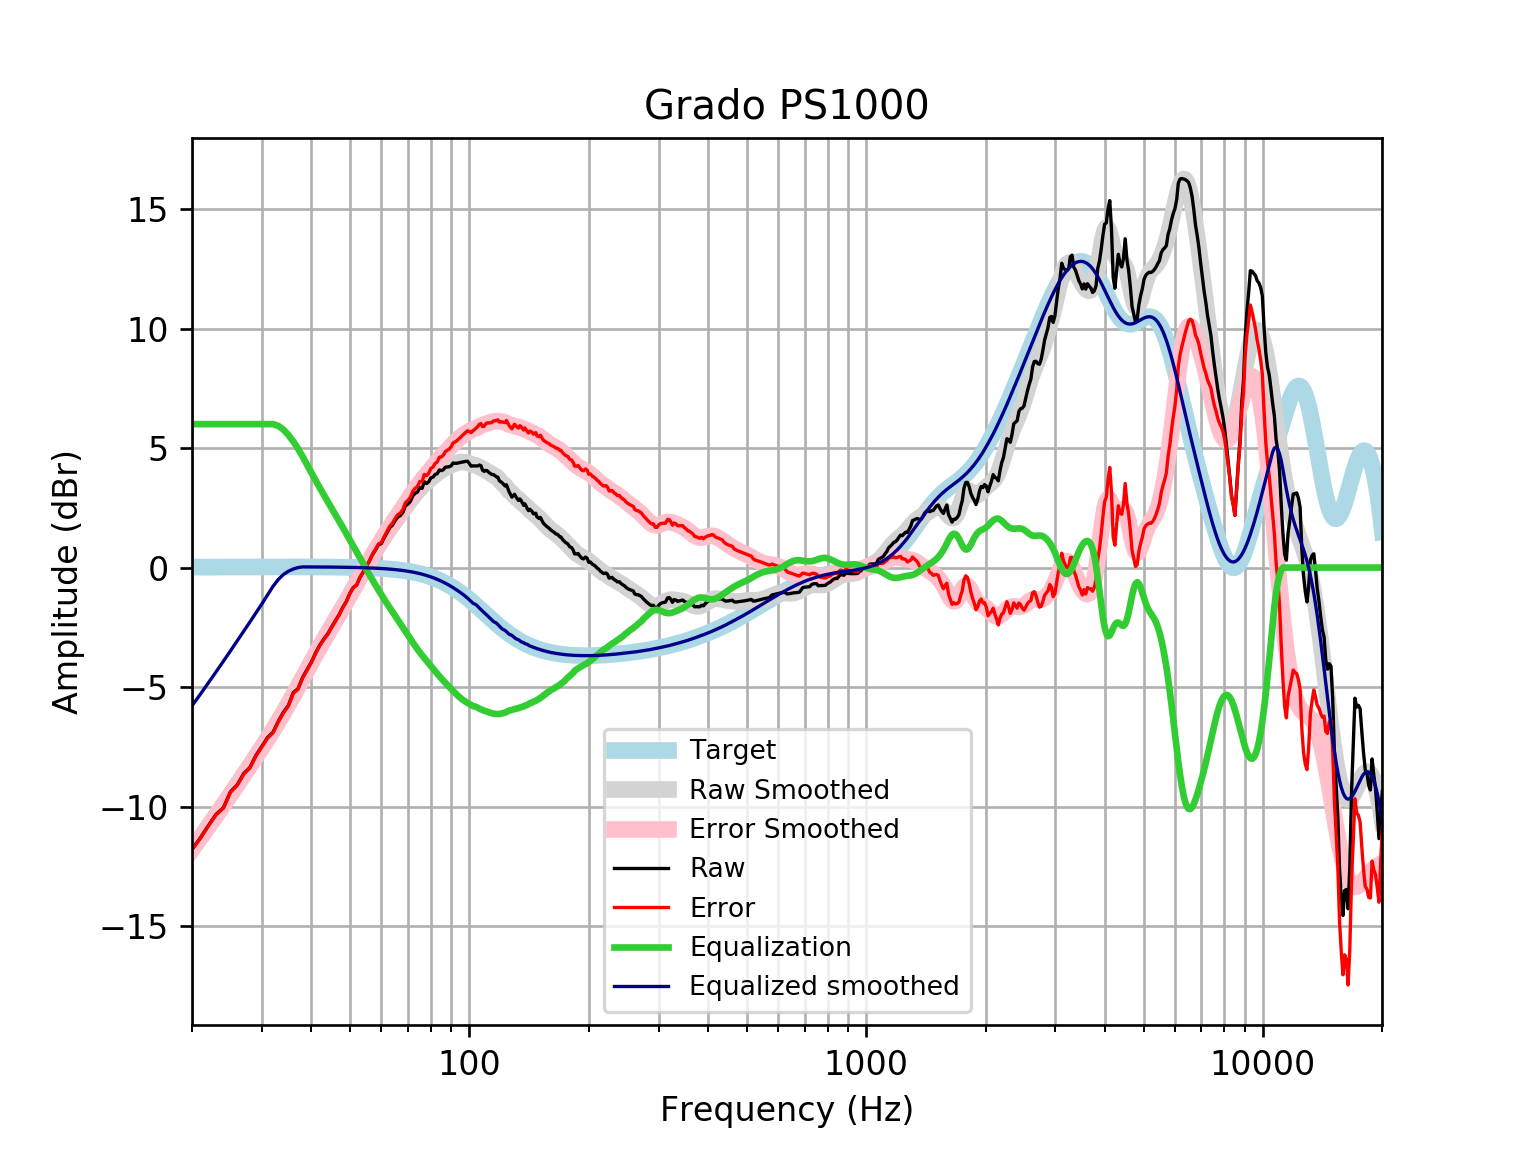 Grado PS1000
15
10
5
0
−5
−10
−15
Amplitude (dBr)
Target
Raw Smoothed
Error Smoothed
Raw
Error
Equalization
Equalized smoothed
100
1000
10000
Frequency (Hz)